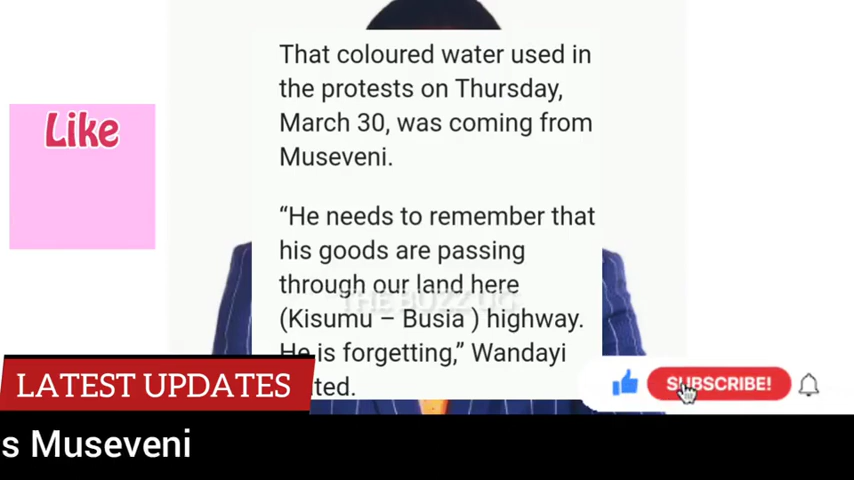 That coloured water used in
the protests on Thursday,
March 30, was coming from
Museveni.
Like
“He needs to remember that
his goods are passing
through our land here
THE BUZZUG
(Kisumu – Busia ) highway.
He is forgetting,” Wandayi
LATEST UPDATES
SUBSCRIBE!
s Museveni